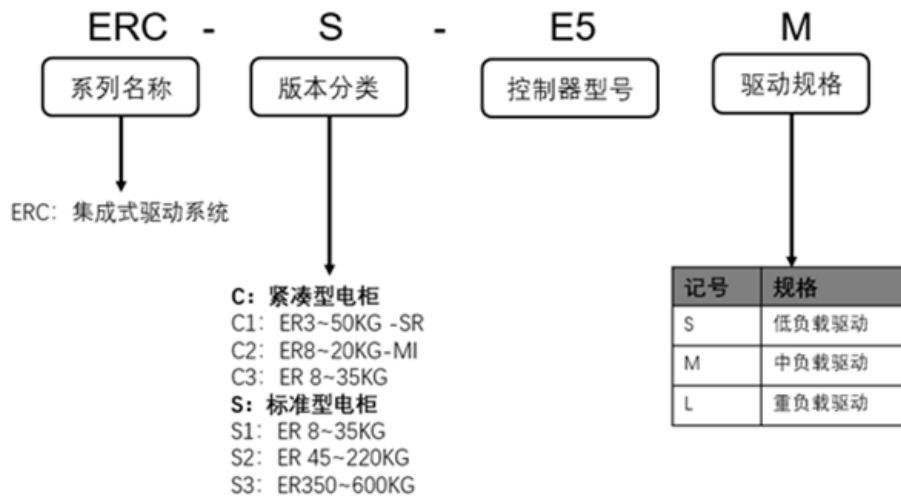 ERC - S - E5 M
系列名称 版本分类 控制器型号 驱动规格
ERC：集成式驱动系统
C：紧凑型电柜
C1：ER3~50KG -SR
C2：ER8~20KG-MI
C3：ER 8~35KG
S：标准型电柜
S1：ER 8~35KG
S2：ER 45~220KG
S3：ER350~600KG
记号 规格
S 低负载驱动
M 中负载驱动
L 重负载驱动